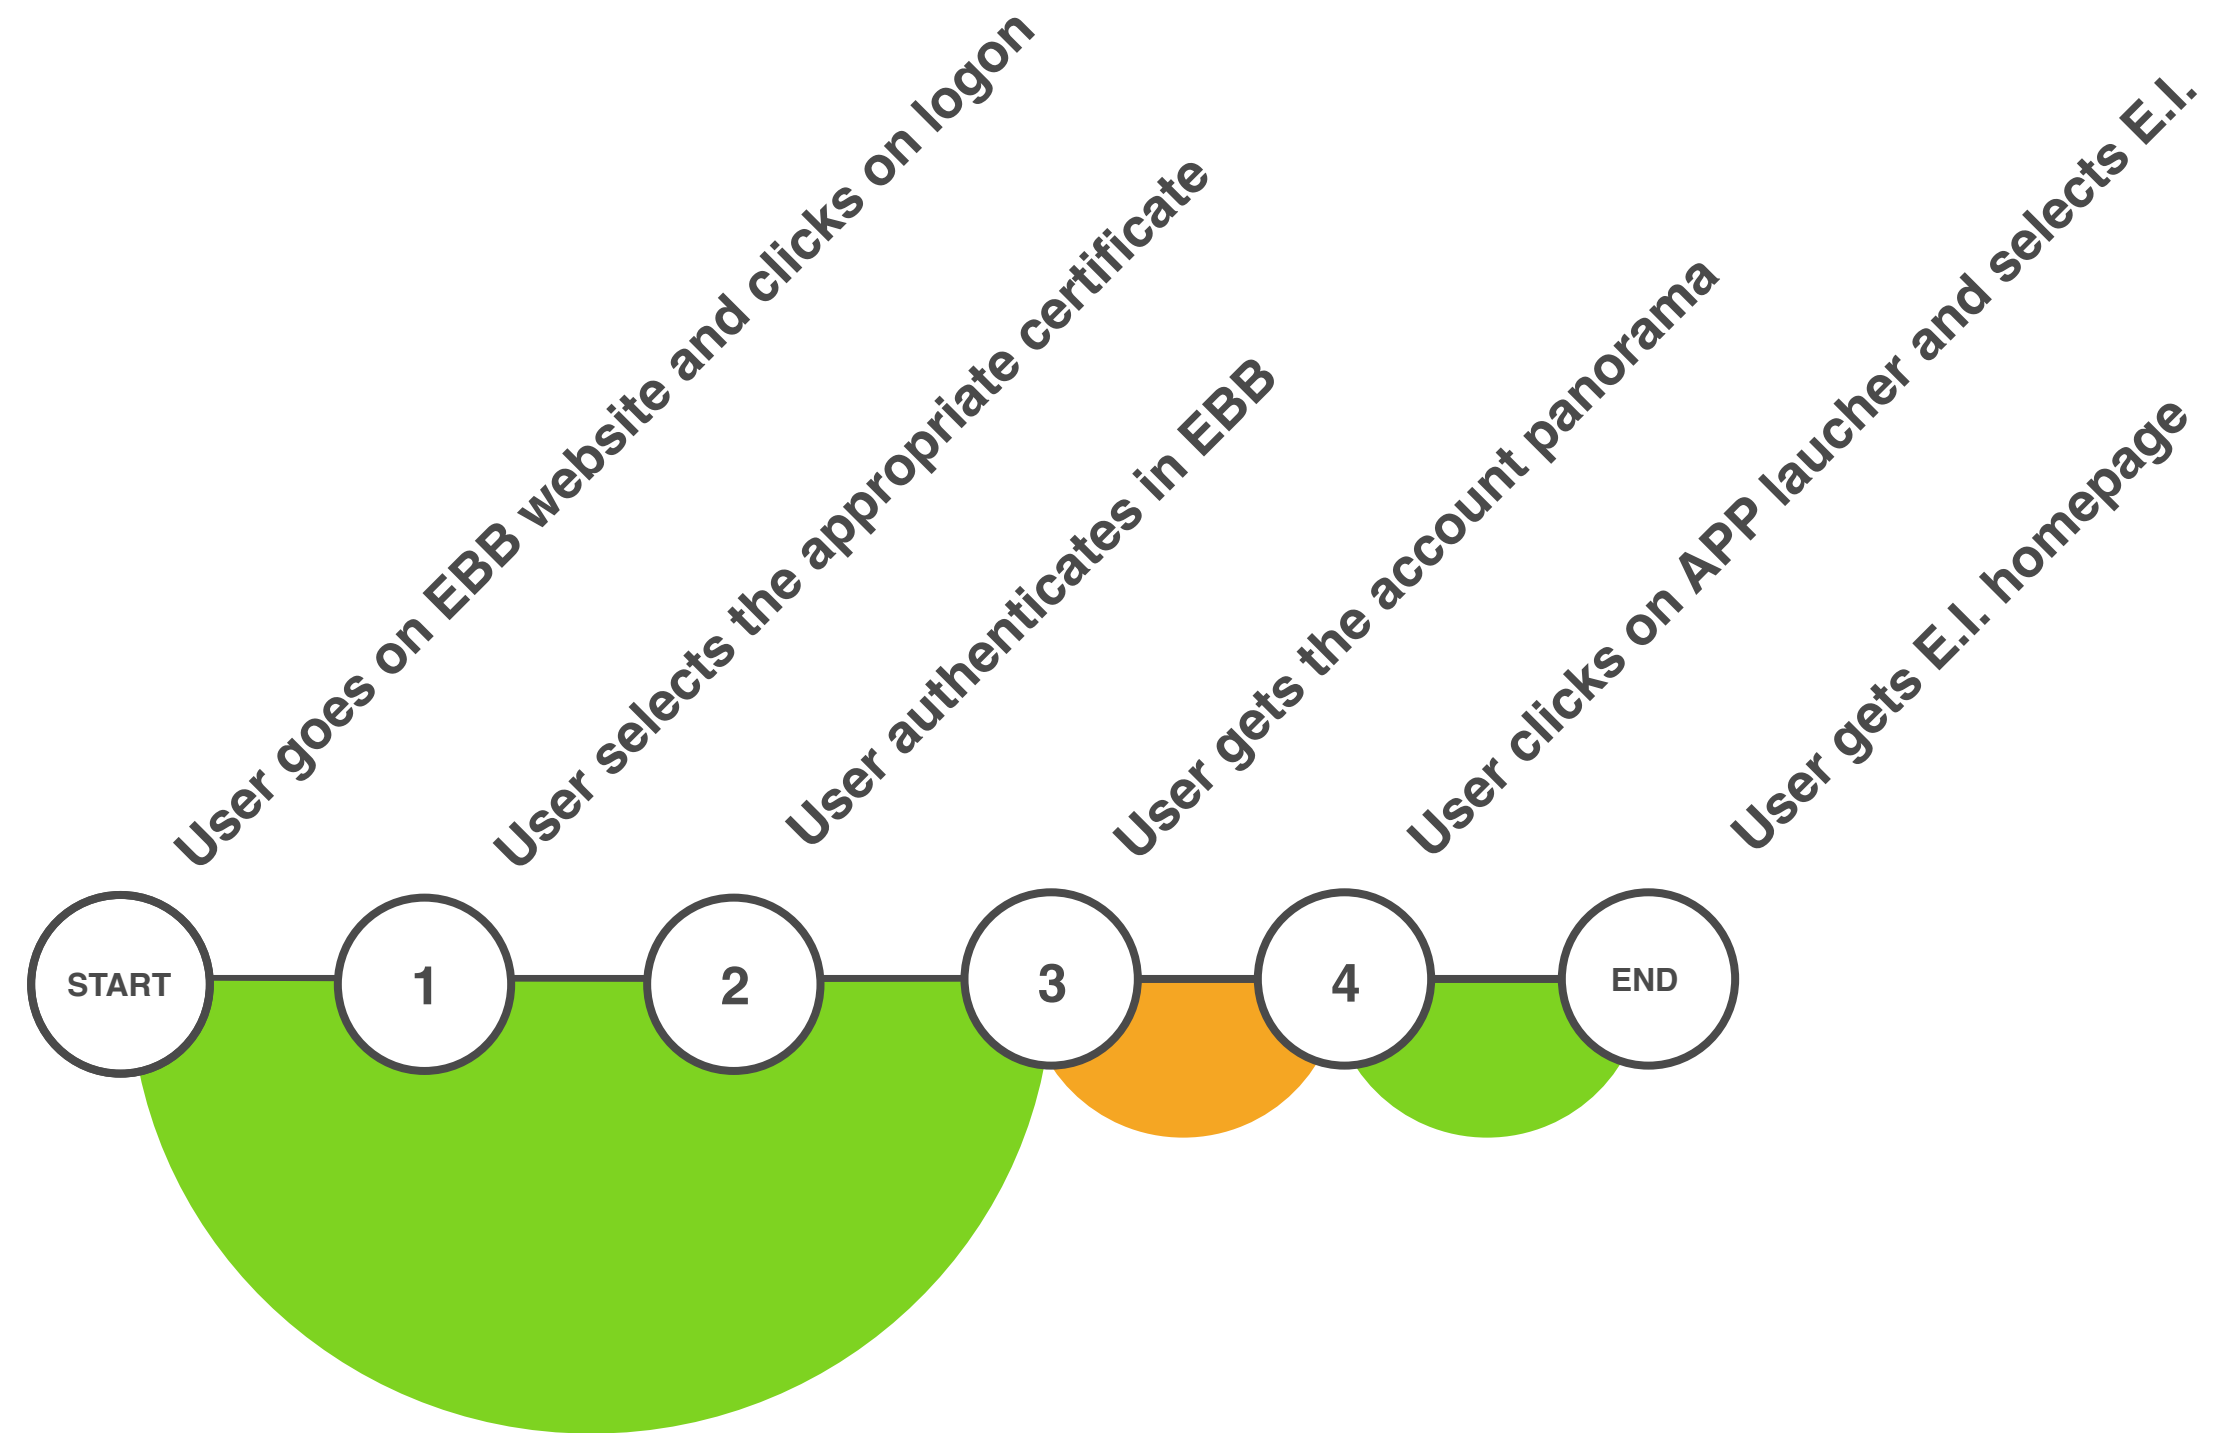 User goes on EBB website and clicks on logon
User selects the appropriate certificate
User authenticates in EBB
User gets the account panorama
User clicks on APP laucher and selects E.I.
User gets E.I. homepage
START
1
2
3
4
END